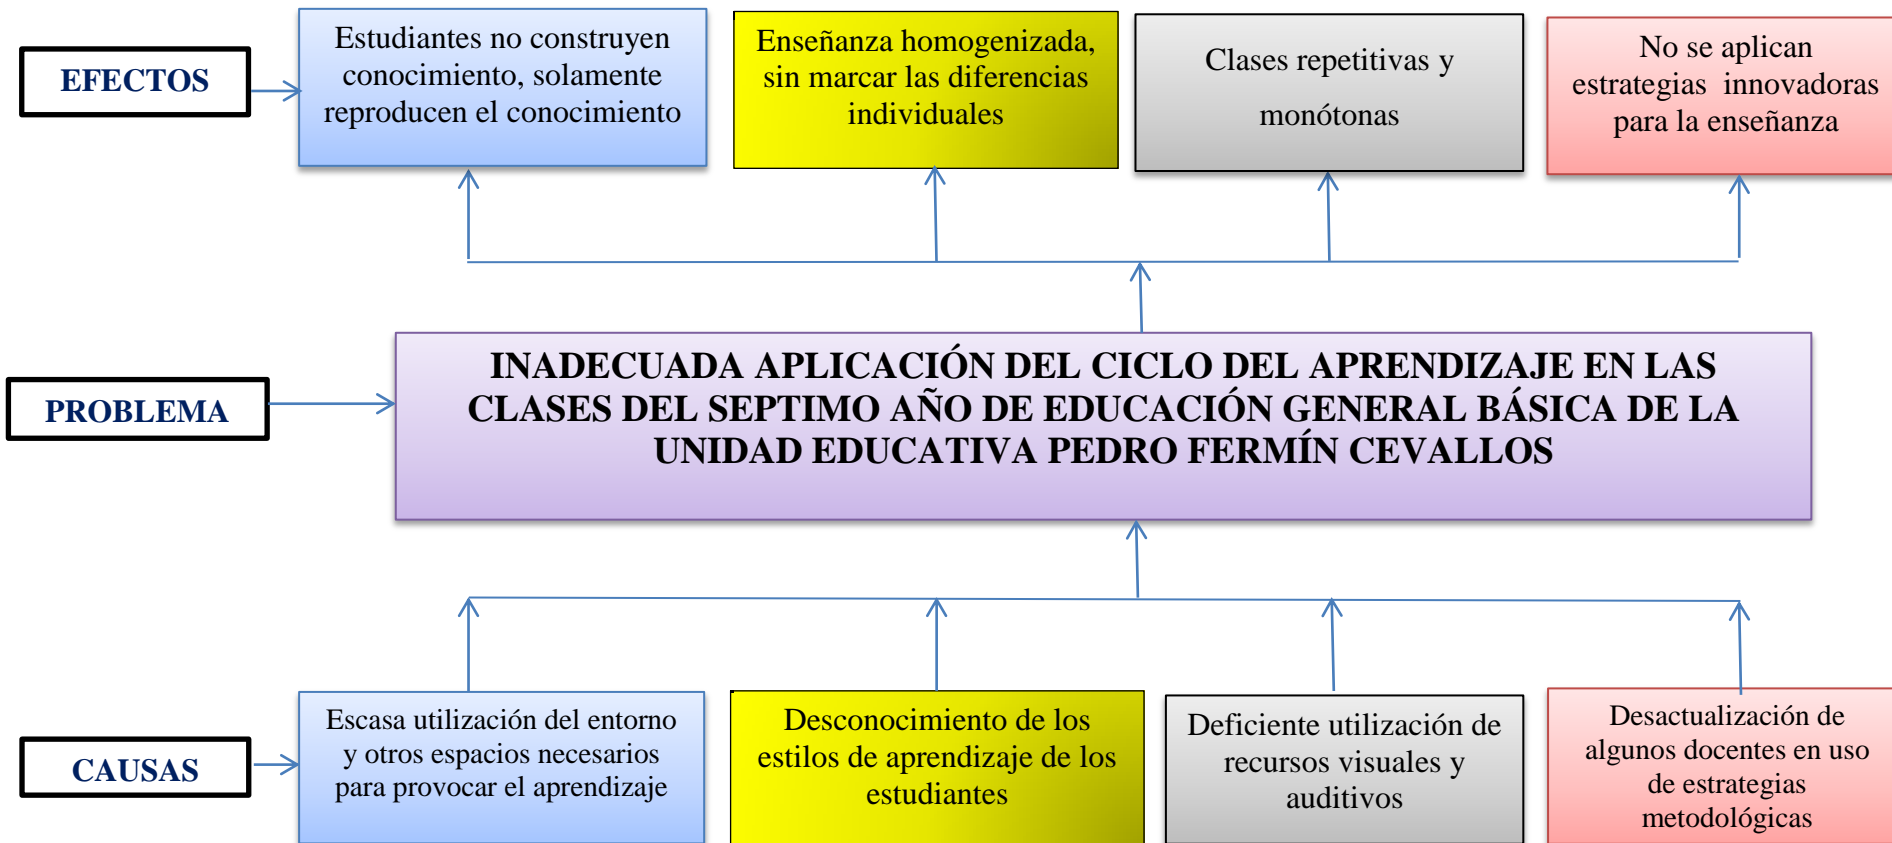 EFECTOS
Estudiantes no construyen
conocimiento, solamente
reproducen el conocimiento
Enseñanza homogenizada,
sin marcar las diferencias
individuales
Clases repetitivas y
monótonas
No se aplican
estrategias innovadoras
para la enseñanza
PROBLEMA
INADECUADA APLICACIÓN DEL CICLO DEL APRENDIZAJE EN LAS
CLASES DEL SEPTIMO AÑO DE EDUCACIÓN GENERAL BÁSICA DE LA
UNIDAD EDUCATIVA PEDRO FERMÍN CEVALLOS
CAUSAS
Escasa utilización del entorno
y otros espacios necesarios
para provocar el aprendizaje
Desconocimiento de los
estilos de aprendizaje de los
estudiantes
Deficiente utilización de
recursos visuales y
auditivos
Desactualización de
algunos docentes en uso
de estrategias
metodológicas